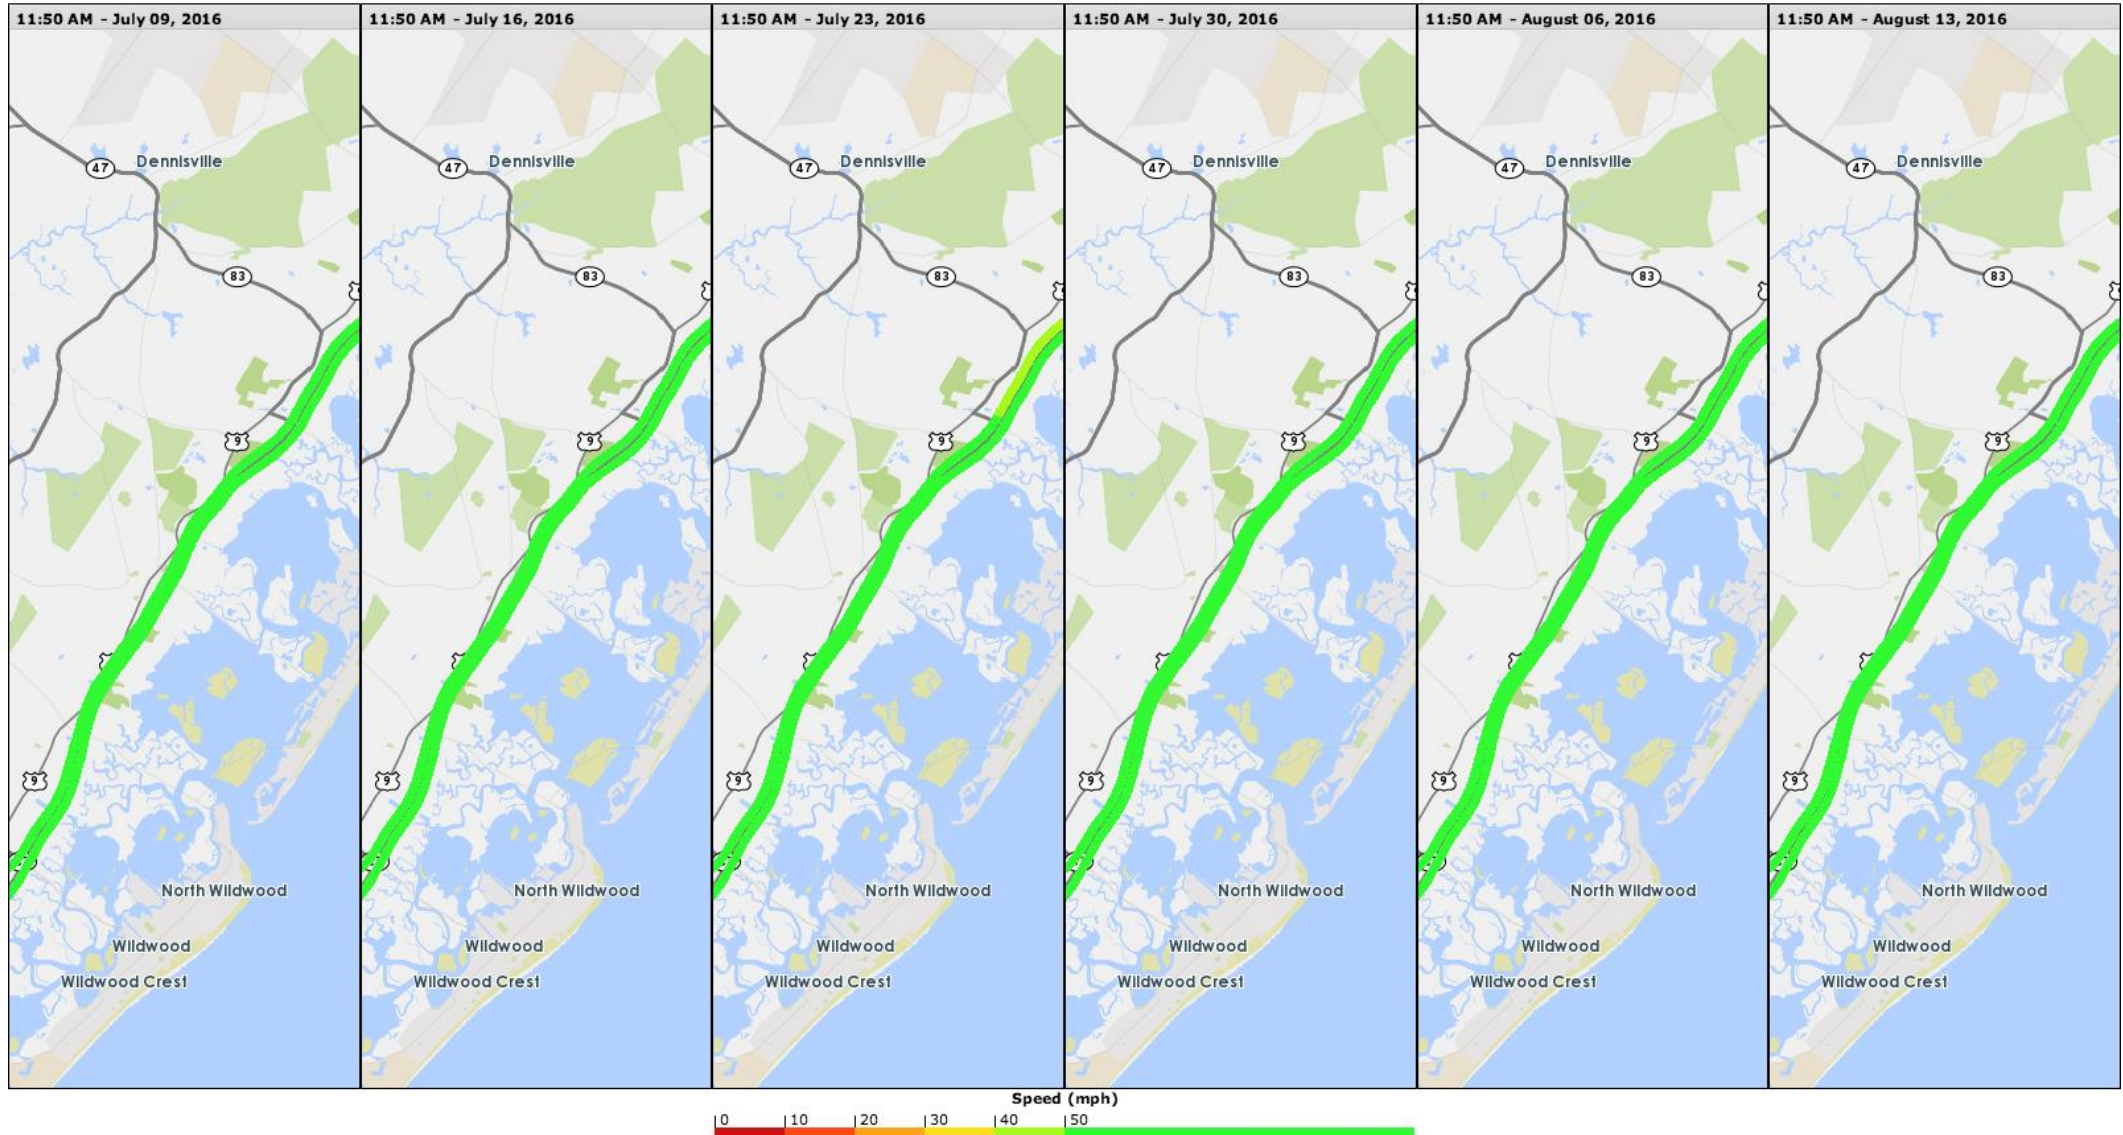 11:50 AM - July 09, 2016
11:50 AM - July 16, 2016
11:50 AM - July 23, 2016
11:50 AM - July 30, 2016
11:50 AM - August 06, 2016
11:50 AM - August 13, 2016
47
Dennisville
83
9
9
North Wildwood
Wildwood
Wildwood Crest
47
Dennisville
83
9
9
North Wildwood
Wildwood
Wildwood Crest
47
Dennisville
83
9
9
North Wildwood
Wildwood
Wildwood Crest
47
Dennisville
83
9
9
North Wildwood
Wildwood
Wildwood Crest
47
Dennisville
83
9
9
North Wildwood
Wildwood
Wildwood Crest
47
Dennisville
83
9
9
North Wildwood
Wildwood
Wildwood Crest
Speed (mph)
0 10 20 30 40 50